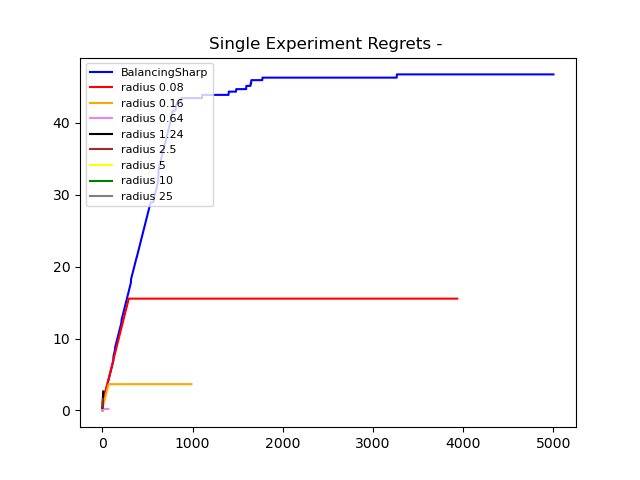 Single Experiment Regrets -
BalancingSharp
radius 0.08
radius 0.16
radius 0.64
radius 1.24
radius 2.5
radius 5
radius 10
radius 25
40
30
20
10
0
0 1000 2000 3000 4000 5000